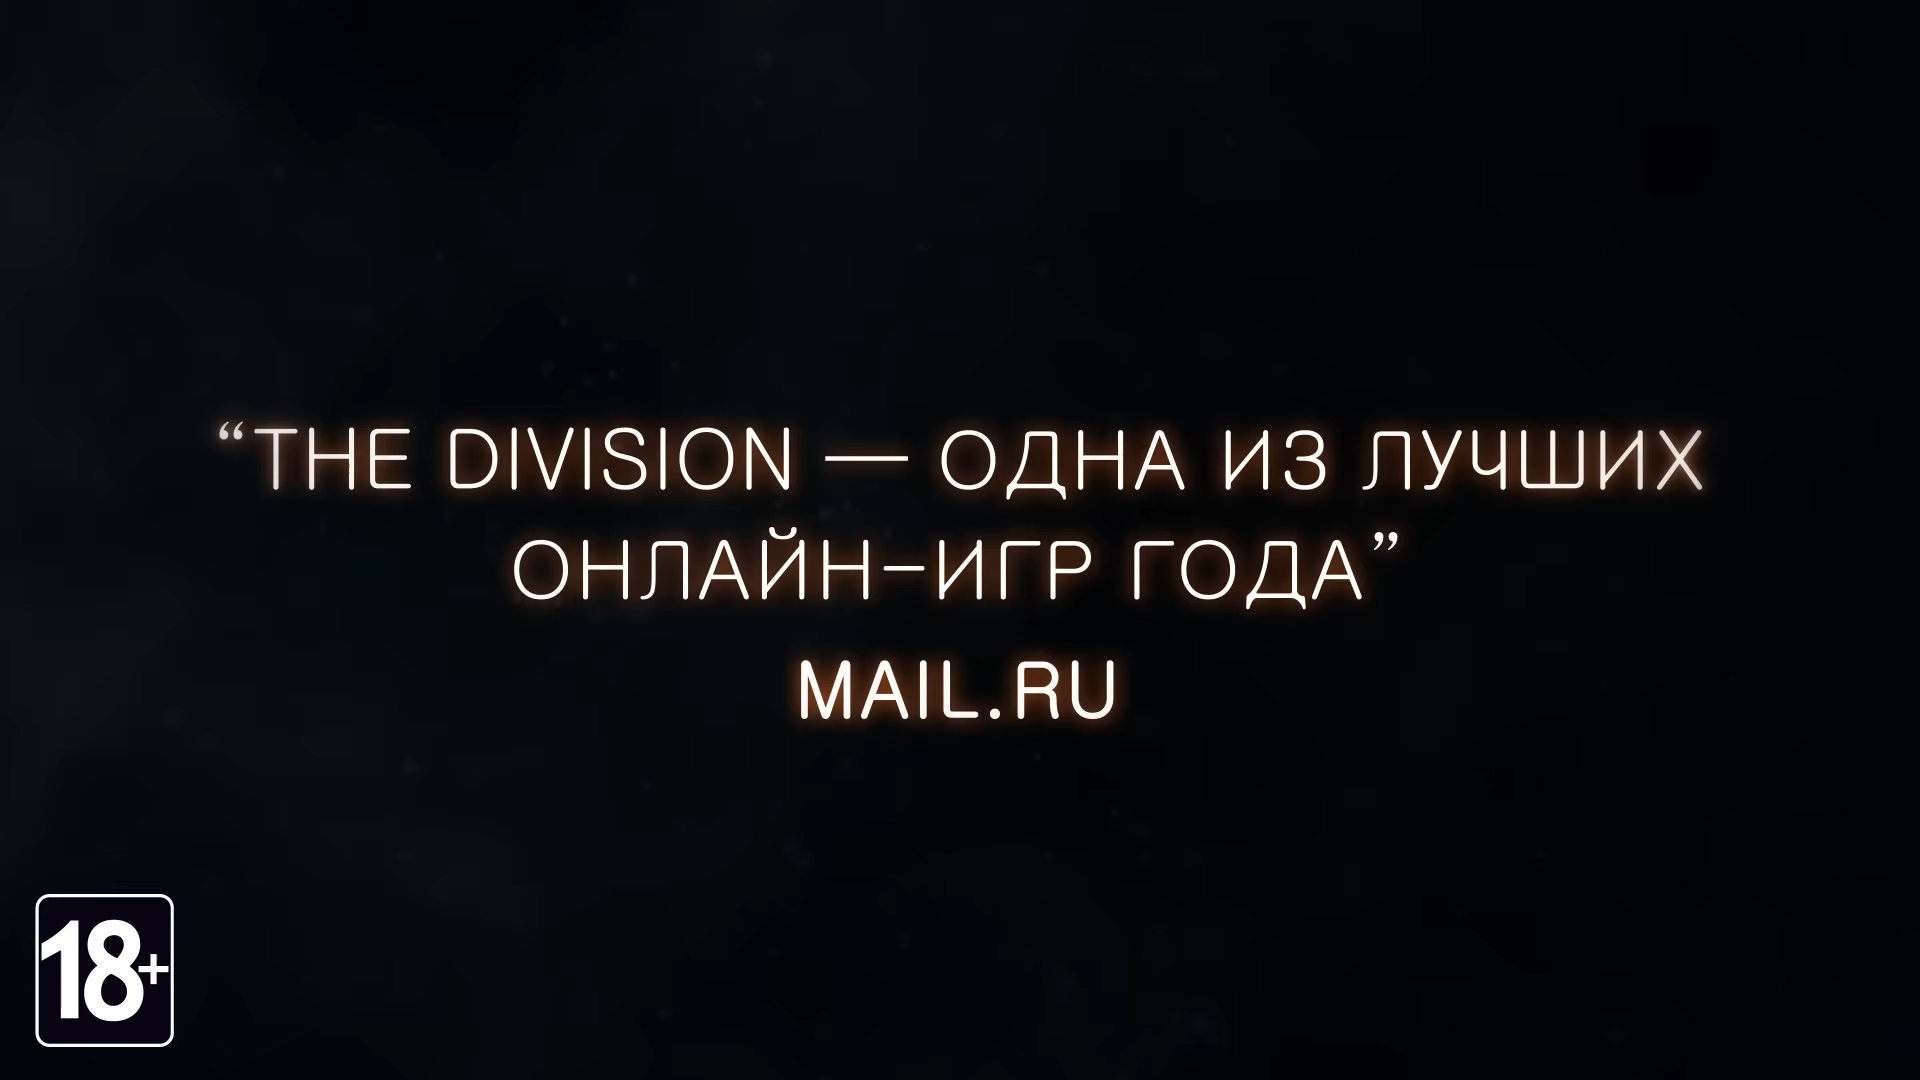 “THE DIVISION — ОДНА ИЗ ЛУЧШИХ
ОНЛАЙН-ИГР ГОДА”
MAIL.RU
18+